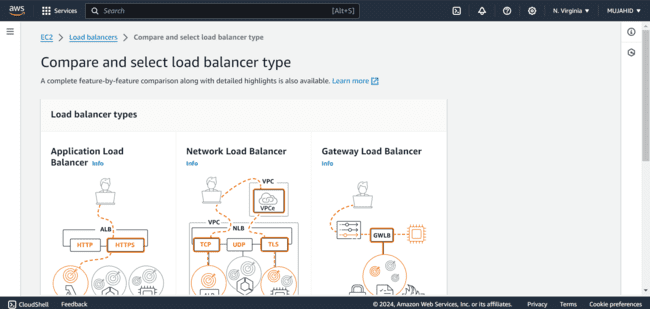 aws
Services
Search
[Alt+S]
N. Virginia
MUJAHID
EC2 > Load balancers > Compare and select load balancer type
Compare and select load balancer type
A complete feature-by-feature comparison along with detailed highlights is also available. Learn more
Load balancer types
Application Load
Balancer Info
ALB
HTTP
HTTPS
Network Load Balancer
Info
VPC
VPCe
VPC
NLB
TCP
UDP
TLS
ALB
Gateway Load Balancer
Info
GWLB
CloudShell
Feedback
© 2024, Amazon Web Services, Inc. or its affiliates.
Privacy
Terms
Cookie preferences